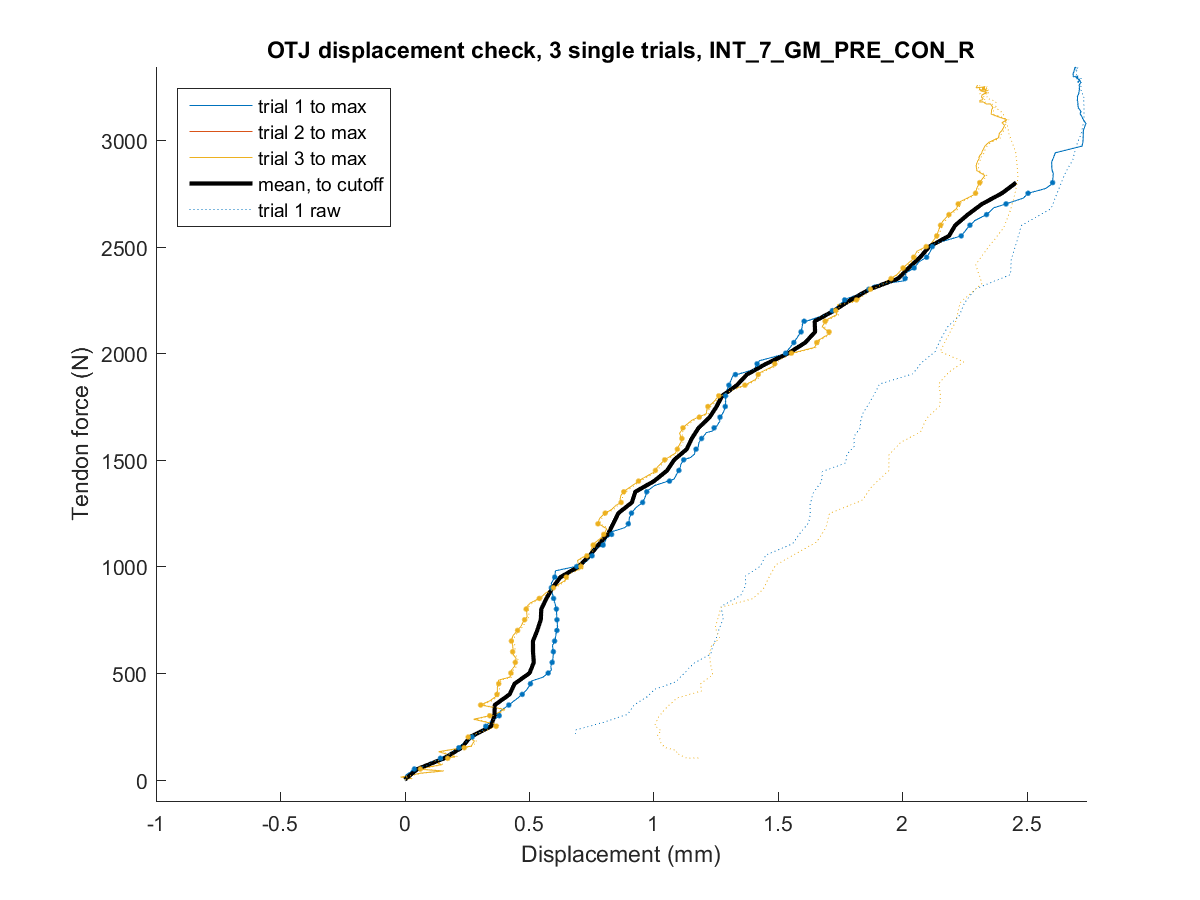 OTJ displacement check, 3 single trials, INT_7_GM_PRE_CON_R
trial 1 to max
trial 2 to max
trial 3 to max
mean, to cutoff
trial 1 raw
3000
2500
2000
1500
1000
500
0
Tendon force (N)
-1
-0.5
0
0.5
1
1.5
2
2.5
Displacement (mm)